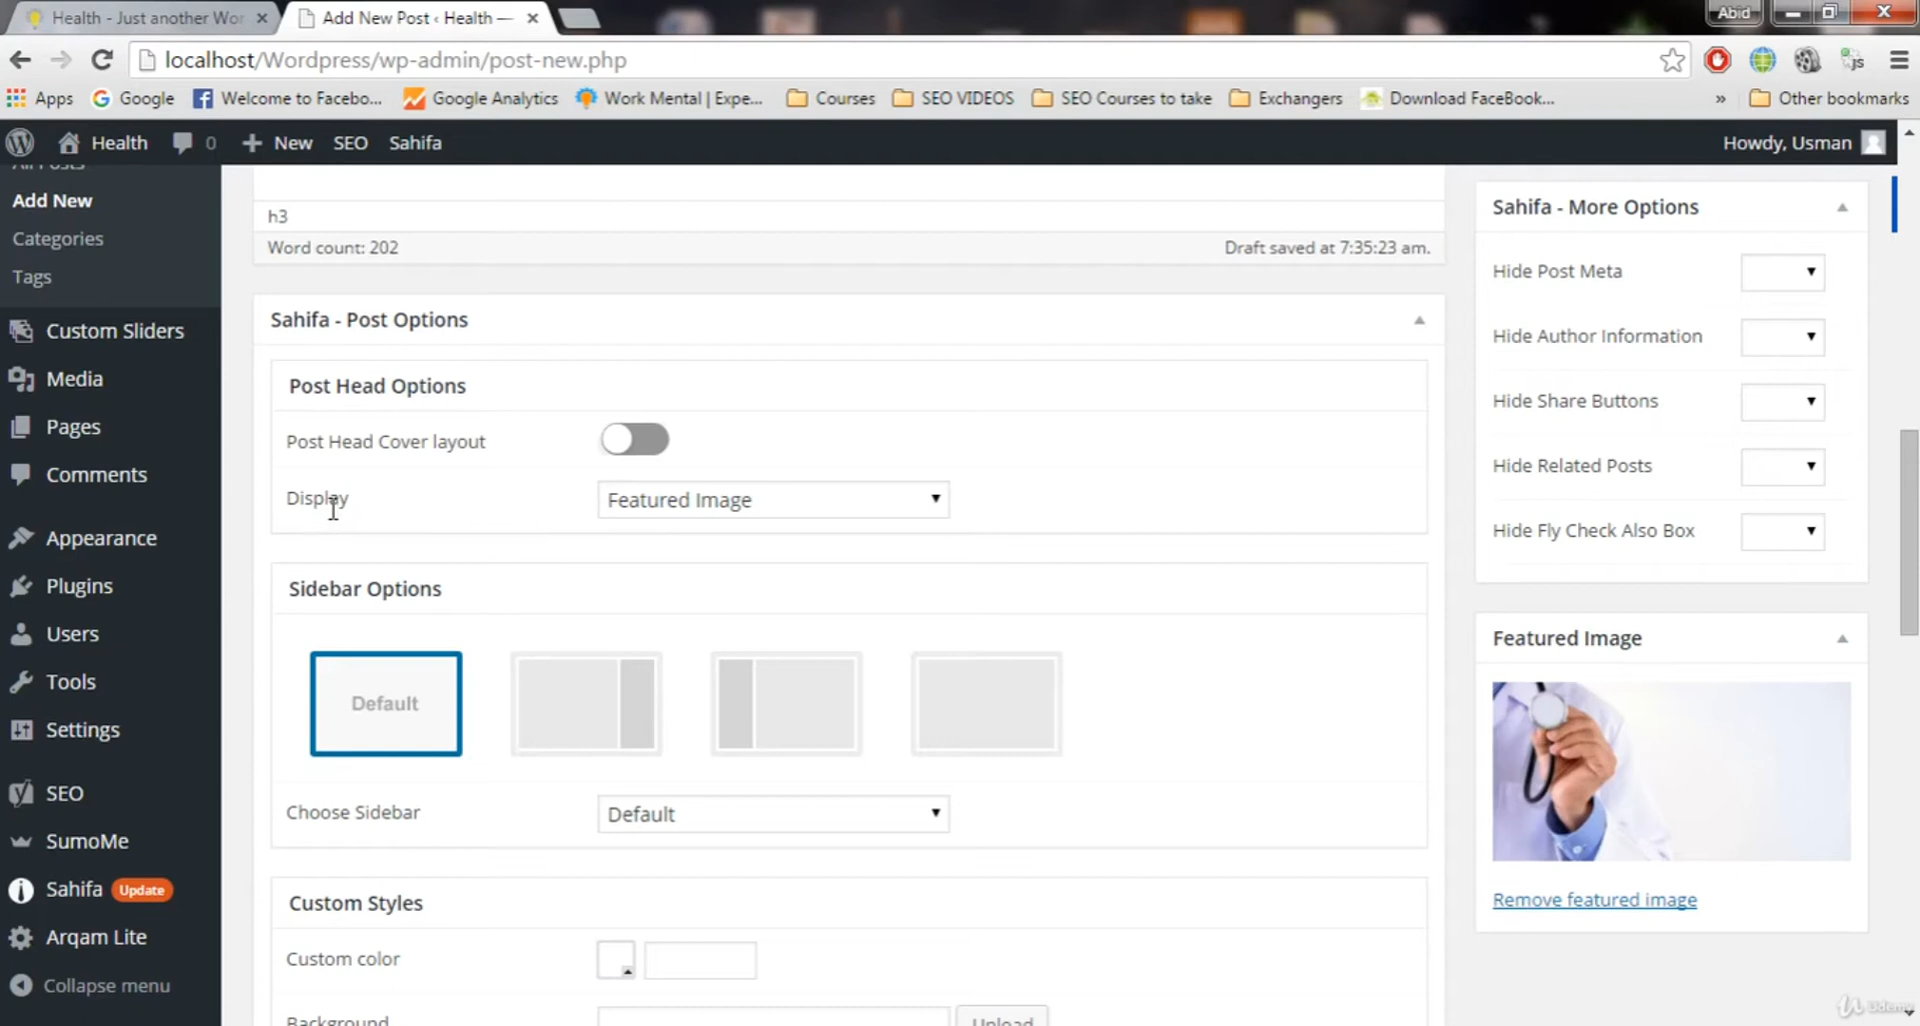 Health - Just another Wor
Add New Post ‹ Health —
Abid
localhost/Wordpress/wp-admin/post-new.php
js
Apps
Google
Welcome to Facebo...
Google Analytics
Work Mental | Expe...
Courses
SEO VIDEOS
SEO Courses to take
Exchangers
Download FaceBook...
»
Other bookmarks
Health
0
+ New
SEO
Sahifa
Howdy, Usman
All Posts
Add New
Categories
Tags
Custom Sliders
Media
Pages
Comments
Appearance
Plugins
Users
Tools
Settings
SEO
SumoMe
Sahifa Update
Arqam Lite
Collapse menu
h3
Word count: 202
Draft saved at 7:35:23 am.
Sahifa - Post Options
Post Head Options
Post Head Cover layout
Display
Featured Image
Sidebar Options
Default
Choose Sidebar
Default
Custom Styles
Custom color
Background
Upload
Sahifa - More Options
Hide Post Meta
Hide Author Information
Hide Share Buttons
Hide Related Posts
Hide Fly Check Also Box
Featured Image
Remove featured image
Udemy